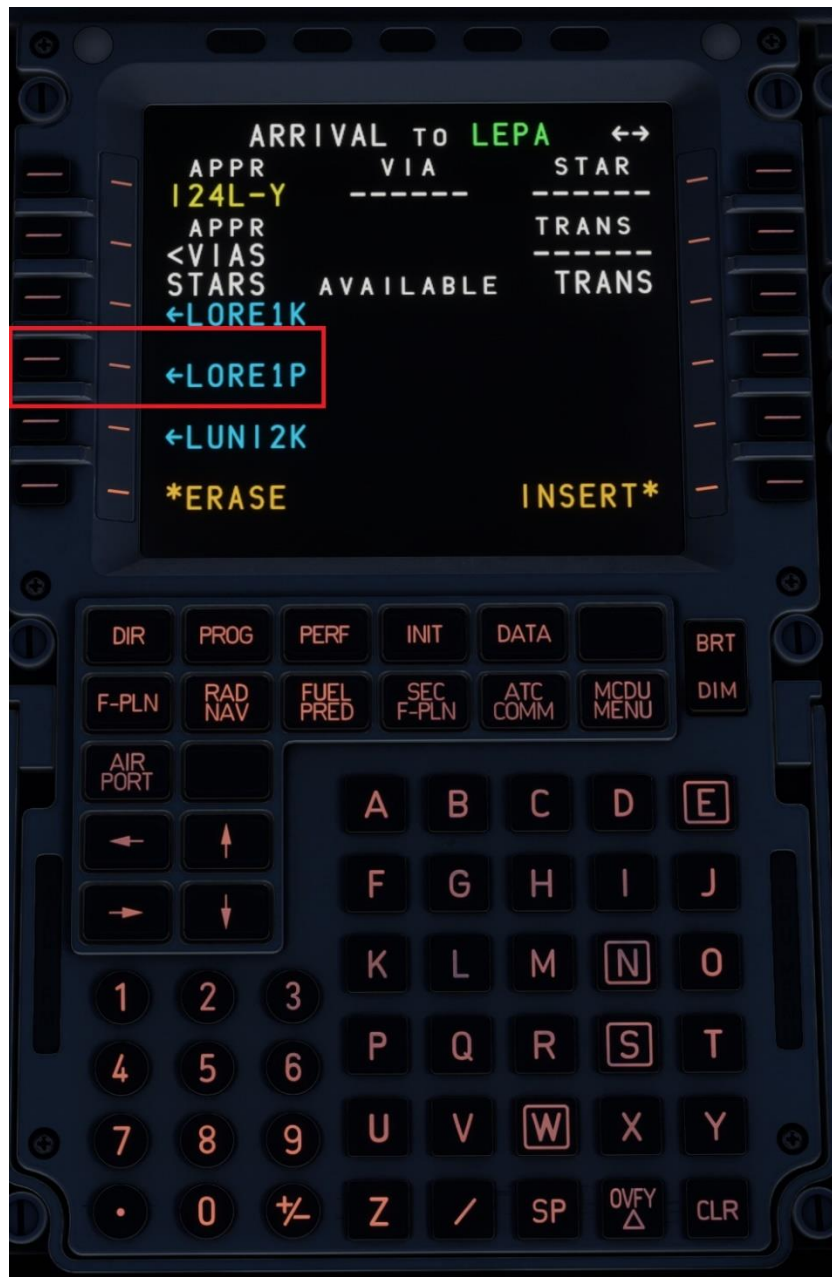 ARRIVAL TO LEPA ←→
APPR VIA STAR
I24L-Y ------ ------
APPR TRANS
<VIAS ------
STARS AVAILABLE TRANS
←LORE1K
←LORE1P
←LUNI2K
*ERASE INSERT*
DIR PROG PERF INIT DATA
BRT
F-PLN RAD NAV FUEL PRED SEC F-PLN ATC COMM MCDU MENU
DIM
AIR PORT
A B C D E
← ↑
F G H I J
→ ↓
K L M N O
1 2 3
P Q R S T
4 5 6
U V W X Y
7 8 9
Z / SP OVFY △ CLR
. 0 +/-